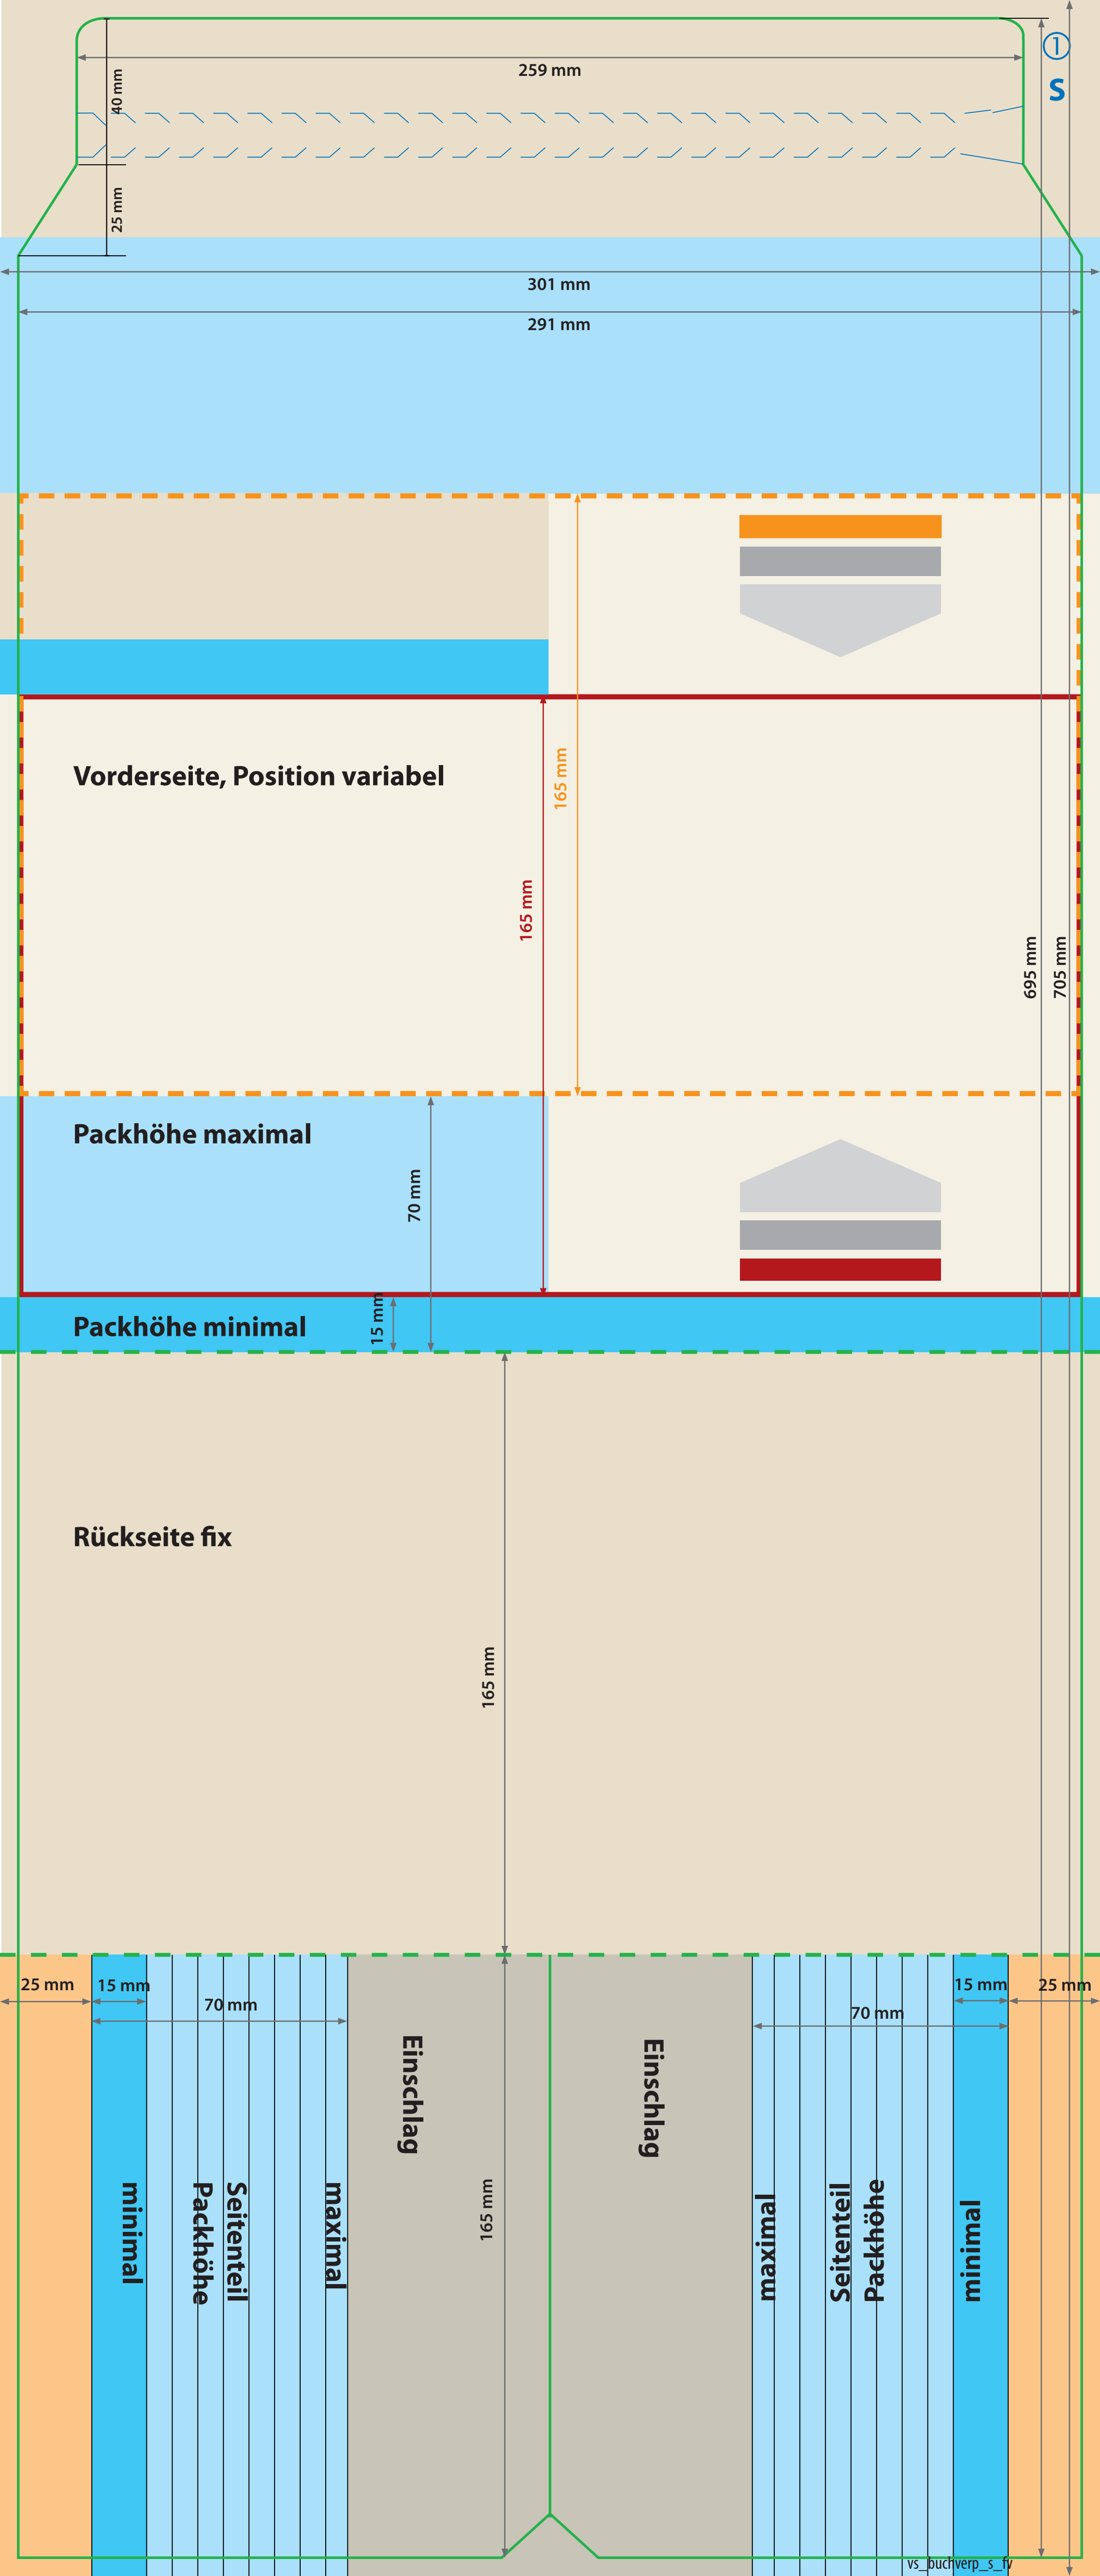 ①
S
259 mm
40 mm
25 mm
301 mm
291 mm
Vorderseite, Position variabel
165 mm
165 mm
695 mm
705 mm
Packhöhe maximal
70 mm
Packhöhe minimal
15 mm
Rückseite fix
165 mm
25 mm
15 mm
70 mm
15 mm
25 mm
70 mm
Einschlag
Einschlag
minimal
Packhöhe
Seitenteil
maximal
165 mm
maximal
Seitenteil
Packhöhe
minimal
vs_buchverp_s_fv